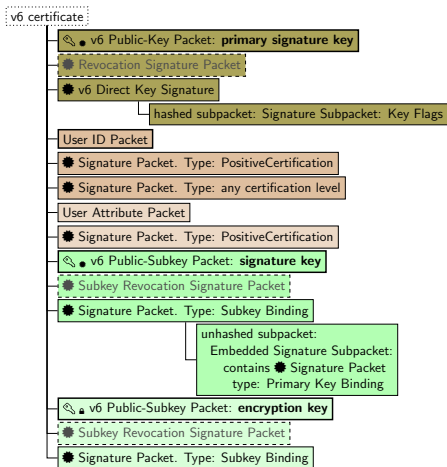 v6 certificate
v6 Public-Key Packet: primary signature key
Revocation Signature Packet
v6 Direct Key Signature
hashed subpacket: Signature Subpacket: Key Flags
User ID Packet
Signature Packet. Type: PositiveCertification
Signature Packet. Type: any certification level
User Attribute Packet
Signature Packet. Type: PositiveCertification
v6 Public-Subkey Packet: signature key
Subkey Revocation Signature Packet
Signature Packet. Type: Subkey Binding
unhashed subpacket:
Embedded Signature Subpacket:
contains Signature Packet
type: Primary Key Binding
v6 Public-Subkey Packet: encryption key
Subkey Revocation Signature Packet
Signature Packet. Type: Subkey Binding